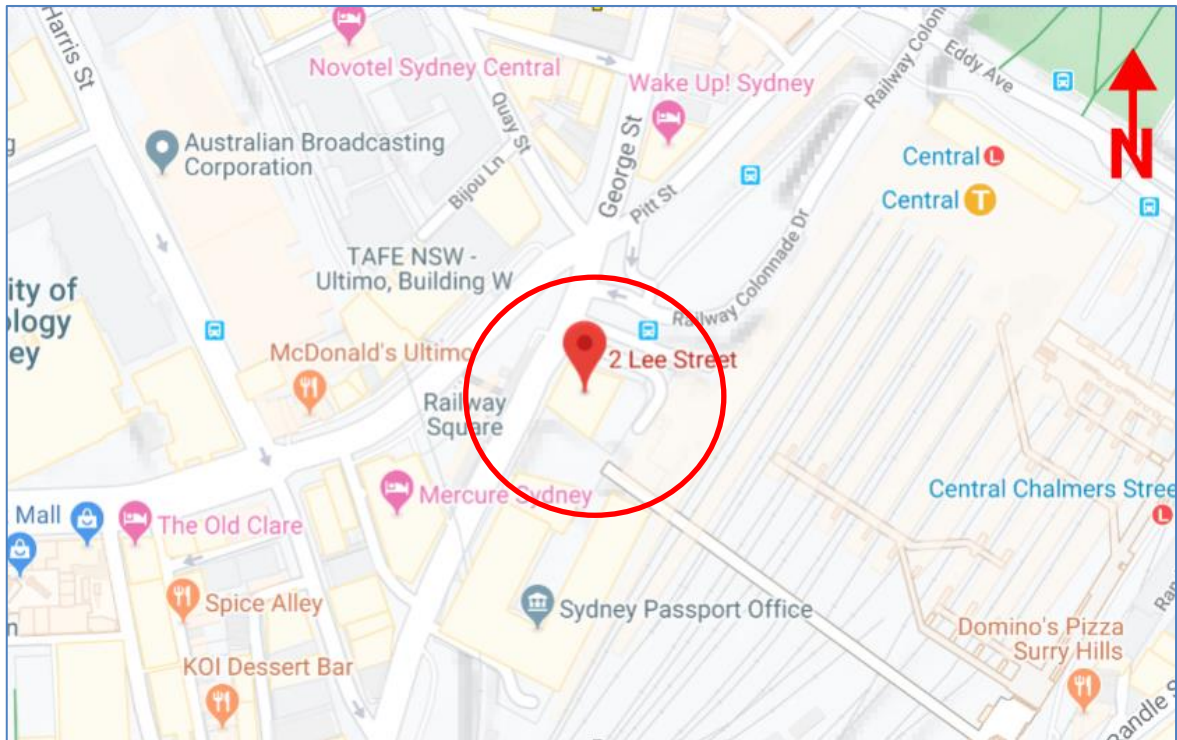 Harris St
Novotel Sydney Central
Wake Up! Sydney
Railway Colon
Eddy Ave
N
Australian Broadcasting
Corporation
Quay St
Bijou Ln
George St
Pitt St
Central L
Central T
TAFE NSW -
Ultimo, Building W
Railway Colonnade Dr
ity of
ology
ey
McDonald's Ultimo
2 Lee Street
Railway
Square
Mercure Sydney
Central Chalmers Stree
L
Mall
The Old Clare
Spice Alley
Sydney Passport Office
Domino's Pizza
Surry Hills
KOI Dessert Bar
Randle S